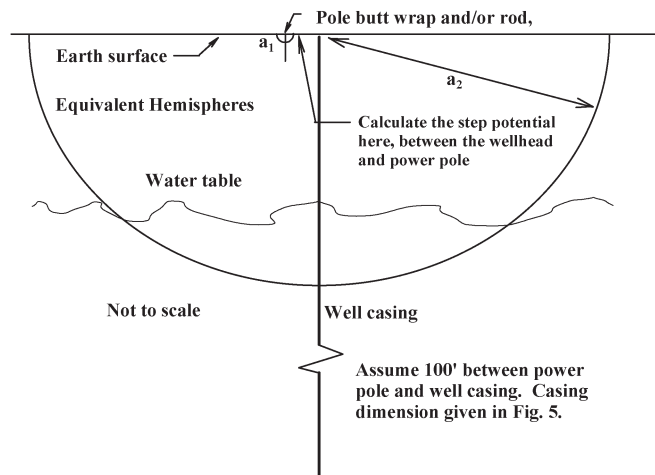 Pole butt wrap and/or rod,
a1
Earth surface
a2
Equivalent Hemispheres
Calculate the step potential
here, between the wellhead
and power pole
Water table
Not to scale
Well casing
Assume 100' between power
pole and well casing. Casing
dimension given in Fig. 5.